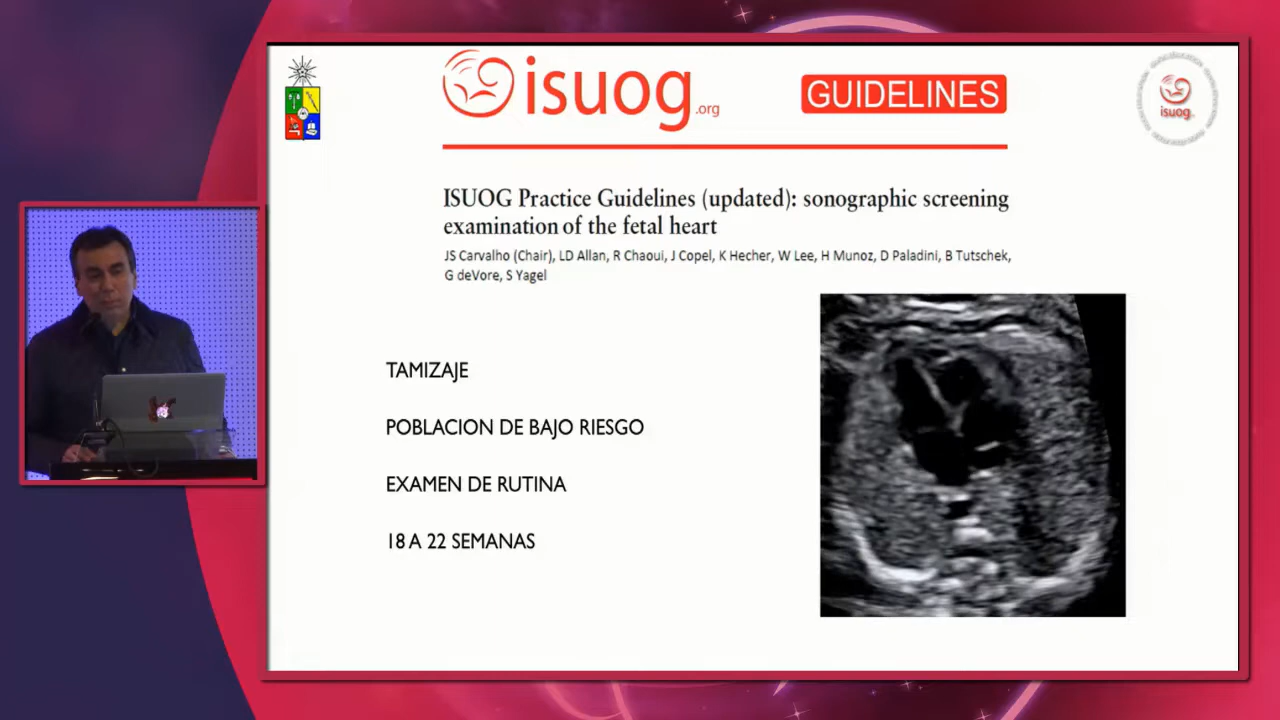 isuog.org
GUIDELINES
isuog.org
ISUOG Practice Guidelines (updated): sonographic screening
examination of the fetal heart
JS Carvalho (Chair), LD Allan, R Chaoui, J Copel, K Hecher, W Lee, H Munoz, D Paladini, B Tutschek,
G deVore, S Yagel
TAMIZAJE
POBLACION DE BAJO RIESGO
EXAMEN DE RUTINA
18 A 22 SEMANAS